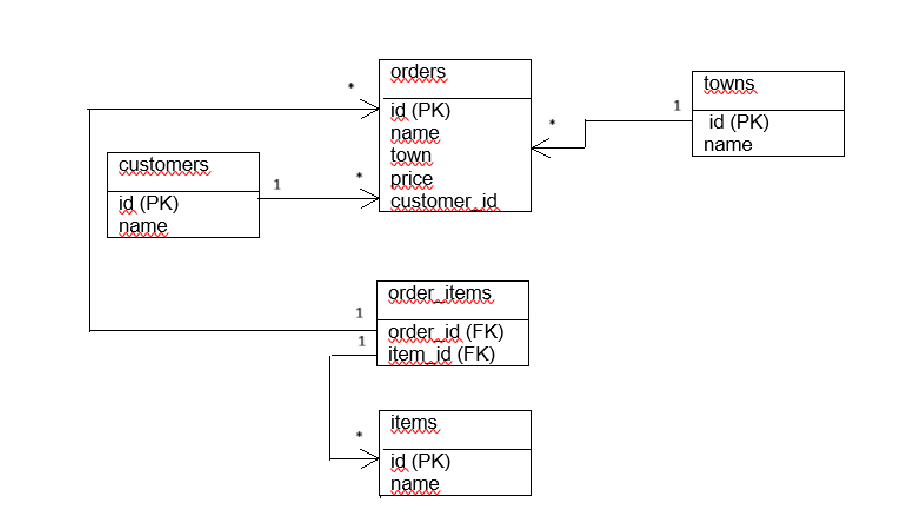 orders
id (PK)
name
town
price
customer_id
*
*
*
towns
id (PK)
name
1
customers
id (PK)
name
1
order_items
order_id (FK)
item_id (FK)
1
1
items
id (PK)
name
*